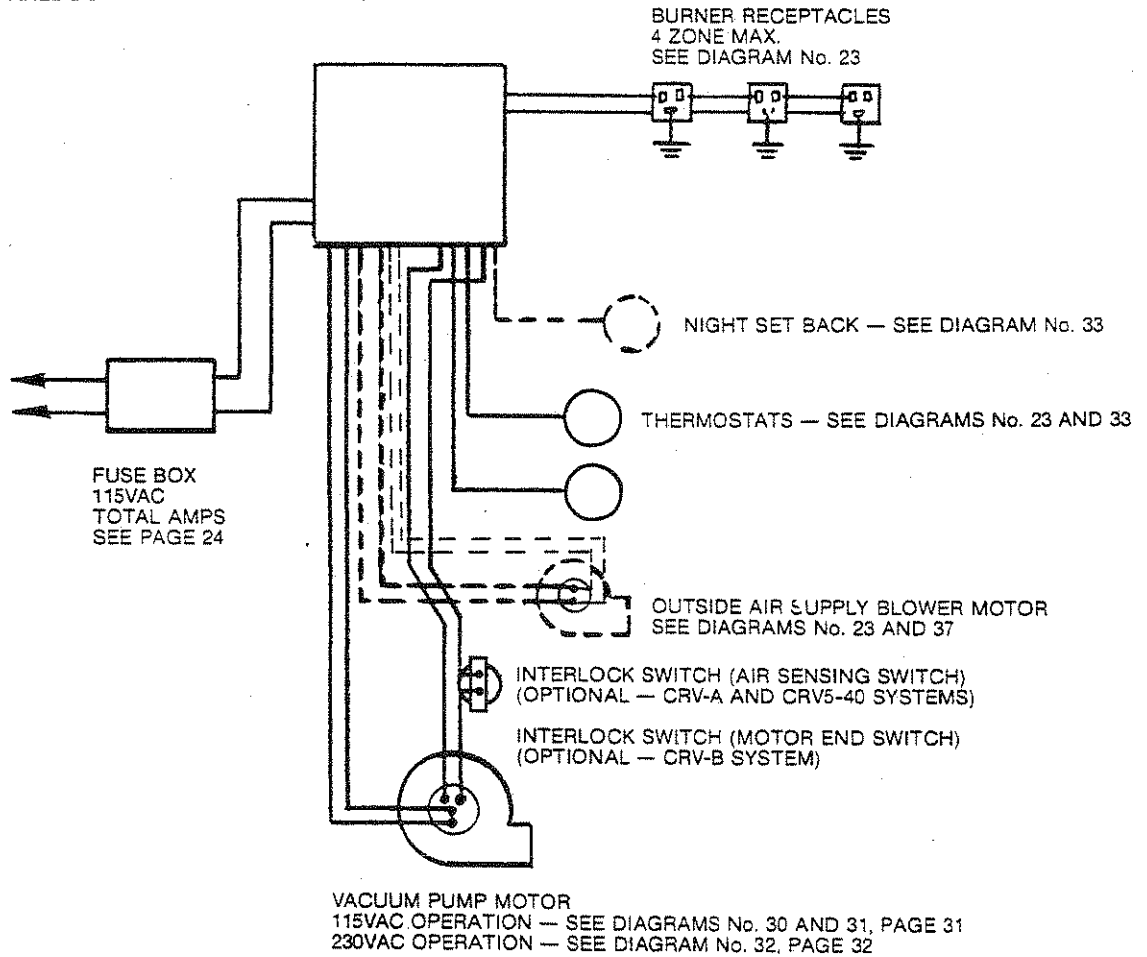 BURNER RECEPTACLES
4 ZONE MAX.
SEE DIAGRAM No. 23
NIGHT SET BACK — SEE DIAGRAM No. 33
THERMOSTATS — SEE DIAGRAMS No. 23 AND 33
FUSE BOX
115VAC
TOTAL AMPS
SEE PAGE 24
OUTSIDE AIR SUPPLY BLOWER MOTOR
SEE DIAGRAMS No. 23 AND 37
INTERLOCK SWITCH (AIR SENSING SWITCH)
(OPTIONAL — CRV-A AND CRV5-40 SYSTEMS)
INTERLOCK SWITCH (MOTOR END SWITCH)
(OPTIONAL — CRV-B SYSTEM)
VACUUM PUMP MOTOR
115VAC OPERATION — SEE DIAGRAMS No. 30 AND 31, PAGE 31
230VAC OPERATION — SEE DIAGRAM No. 32, PAGE 32